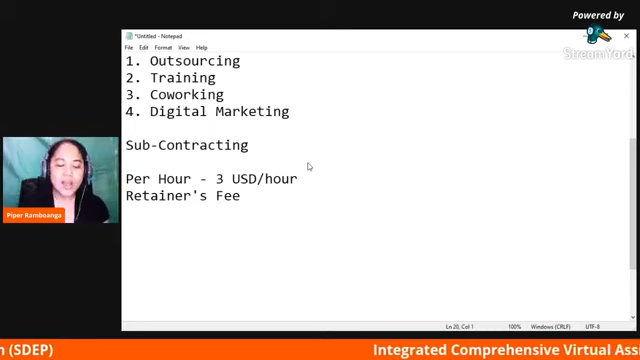 Powered by
StreamYard
*Untitled - Notepad
File Edit Format View Help
1. Outsourcing
2. Training
3. Coworking
4. Digital Marketing
Sub-Contracting
Per Hour - 3 USD/hour
Retainer's Fee
Piper Ramboanga
Ln 20, Col 1 100% Windows (CRLF) UTF-8
(SDEP) Integrated Comprehensive Virtual